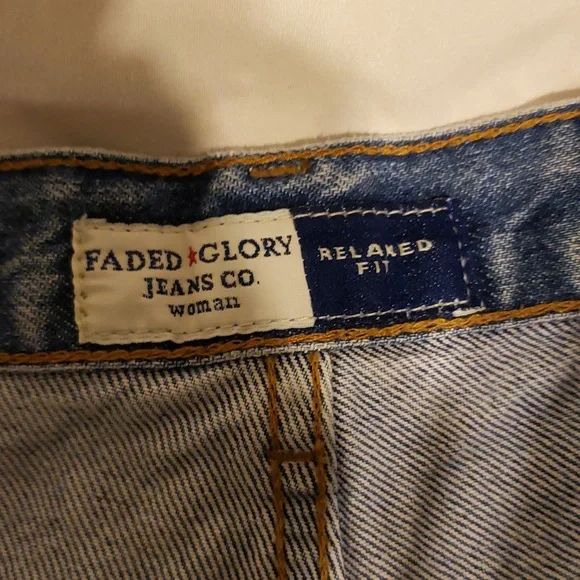 FADED GLORY
JEANS CO.
woman
RELAXED
FIT